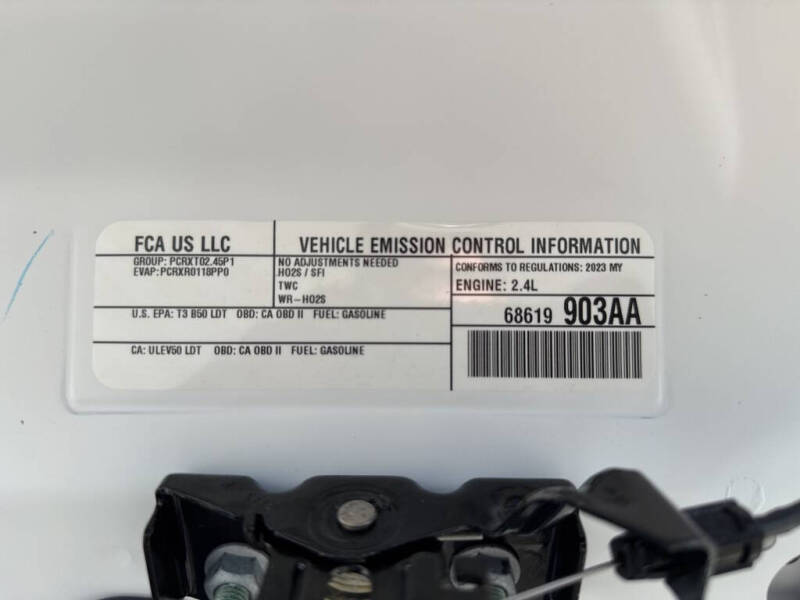 FCA US LLC
VEHICLE EMISSION CONTROL INFORMATION
GROUP: PCRXT02.45P1
EVAP: PCRXR0118PP0
NO ADJUSTMENTS NEEDED
HO2S / SFI
TWC
WR-HO2S
CONFORMS TO REGULATIONS: 2023 MY
ENGINE: 2.4L
U.S. EPA: T3 B50 LDT OBD: CA OBD II FUEL: GASOLINE
68619 903AA
CA: ULEV50 LDT OBD: CA OBD II FUEL: GASOLINE